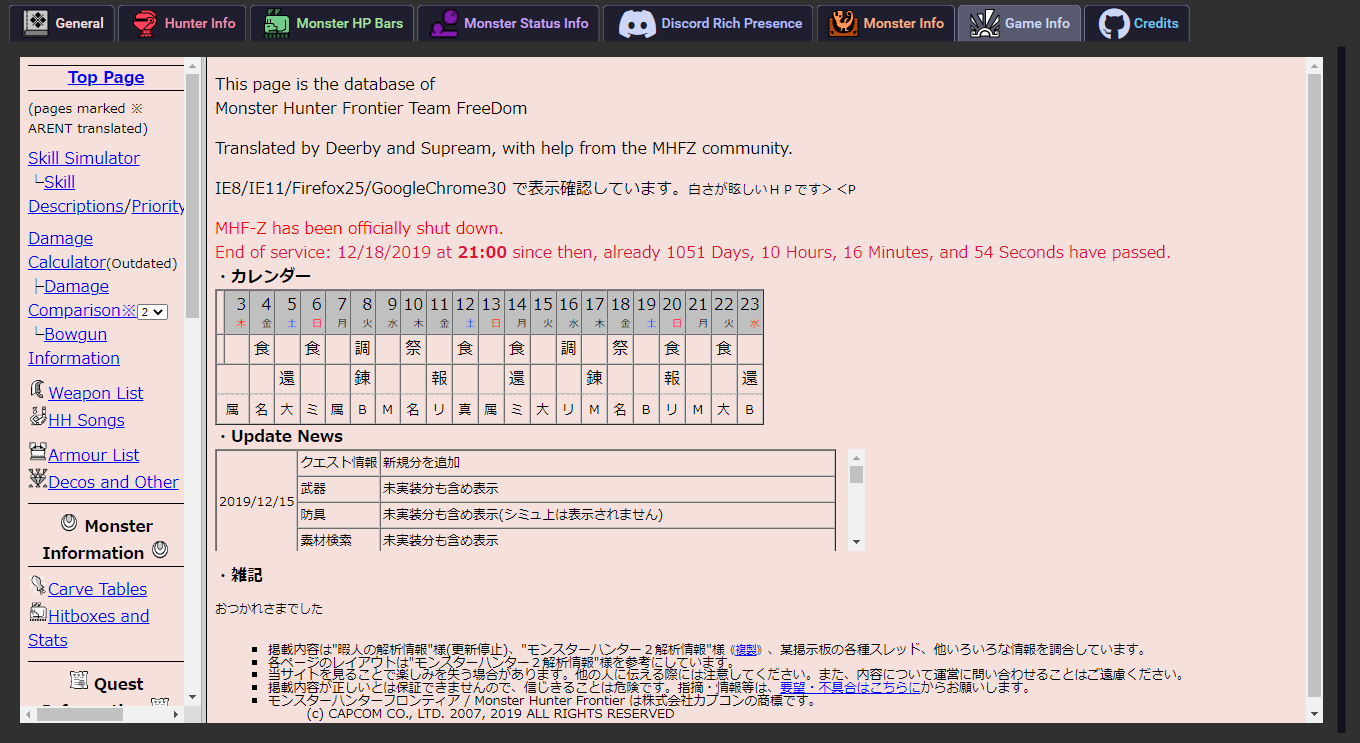 General Hunter Info Monster HP Bars Monster Status Info Discord Rich Presence Monster Info Game Info Credits
Top Page
(pages marked ※
ARENT translated)
Skill Simulator
└Skill
Descriptions/Priority
Damage
Calculator(Outdated)
├Damage
Comparison※ 2
└Bowgun
Information
Weapon List
HH Songs
Armour List
Decos and Other
Monster
Information
Carve Tables
Hitboxes and
Stats
Quest
This page is the database of
Monster Hunter Frontier Team FreeDom
Translated by Deerby and Supream, with help from the MHFZ community.
IE8/IE11/Firefox25/GoogleChrome30 で表示確認しています。白さが眩しいＨＰです> <P
MHF-Z has been officially shut down.
End of service: 12/18/2019 at 21:00 since then, already 1051 Days, 10 Hours, 16 Minutes, and 54 Seconds have passed.
・カレンダー
3 4 5 6 7 8 9 10 11 12 13 14 15 16 17 18 19 20 21 22 23
木 金 土 日 月 火 水 木 金 土 日 月 火 水 木 金 土 日 月 火 水
食 食 調 祭 食 食 調 祭 食 食
還 錬 報 還 錬 報 還
属 名 大 ミ 属 B M 名 リ 真 属 ミ 大 リ M 名 B リ M 大 B
・Update News
2019/12/15
クエスト情報 新規分を追加
武器 未実装分も含め表示
防具 未実装分も含め表示(シミュ上は表示されません)
素材検索 未実装分も含め表示
・雑記
おつかれさまでした
掲載内容は"暇人の解析情報"様(更新停止)、"モンスターハンター２解析情報"様《複製》、某掲示板の各種スレッド、他いろいろな情報を調合しています。
各ページのレイアウトは"モンスターハンター２解析情報"様を参考にしています。
当サイトを見ることで楽しみを失う場合があります。他の人に伝える際には注意してください。また、内容について運営に問い合わせることはご遠慮ください。
掲載内容が正しいとは保証できませんので、信じきることは危険です。指摘・情報等は、要望・不具合はこちらにからお願いします。
モンスターハンターフロンティア / Monster Hunter Frontier は株式会社カプコンの商標です。
(c) CAPCOM CO., LTD. 2007, 2019 ALL RIGHTS RESERVED